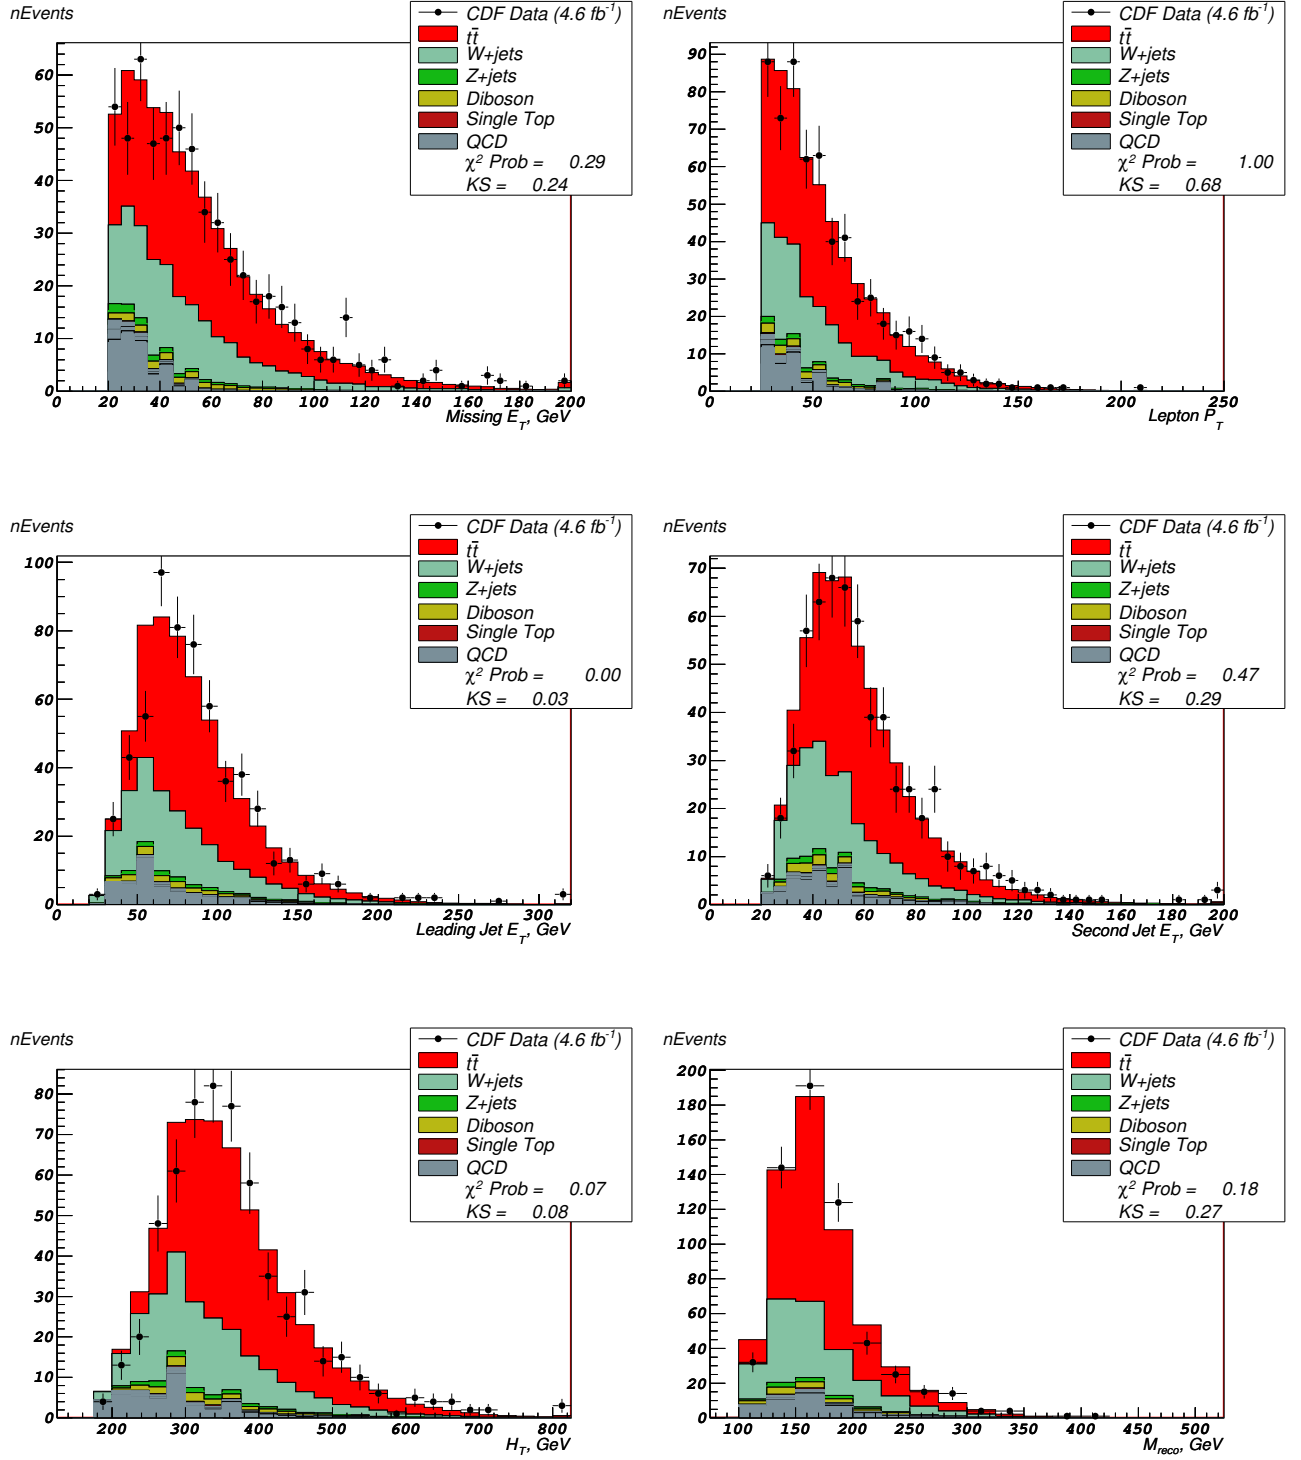 nEvents
CDF Data (4.6 fb⁻¹)
tt̄
W+jets
Z+jets
Diboson
Single Top
QCD
χ² Prob = 0.29
KS = 0.24
60
50
40
30
20
10
0
0 20 40 60 80 100 120 140 160 180 200
Missing E_T, GeV
nEvents
CDF Data (4.6 fb⁻¹)
tt̄
W+jets
Z+jets
Diboson
Single Top
QCD
χ² Prob = 1.00
KS = 0.68
90
80
70
60
50
40
30
20
10
0
0 50 100 150 200 250
Lepton P_T
nEvents
CDF Data (4.6 fb⁻¹)
tt̄
W+jets
Z+jets
Diboson
Single Top
QCD
χ² Prob = 0.00
KS = 0.03
100
80
60
40
20
0
0 50 100 150 200 250 300
Leading Jet E_T, GeV
nEvents
CDF Data (4.6 fb⁻¹)
tt̄
W+jets
Z+jets
Diboson
Single Top
QCD
χ² Prob = 0.47
KS = 0.29
70
60
50
40
30
20
10
0
0 20 40 60 80 100 120 140 160 180 200
Second Jet E_T, GeV
nEvents
CDF Data (4.6 fb⁻¹)
tt̄
W+jets
Z+jets
Diboson
Single Top
QCD
χ² Prob = 0.07
KS = 0.08
80
70
60
50
40
30
20
10
0
200 300 400 500 600 700 800
H_T, GeV
nEvents
CDF Data (4.6 fb⁻¹)
tt̄
W+jets
Z+jets
Diboson
Single Top
QCD
χ² Prob = 0.18
KS = 0.27
200
180
160
140
120
100
80
60
40
20
0
100 150 200 250 300 350 400 450 500
M_reco, GeV